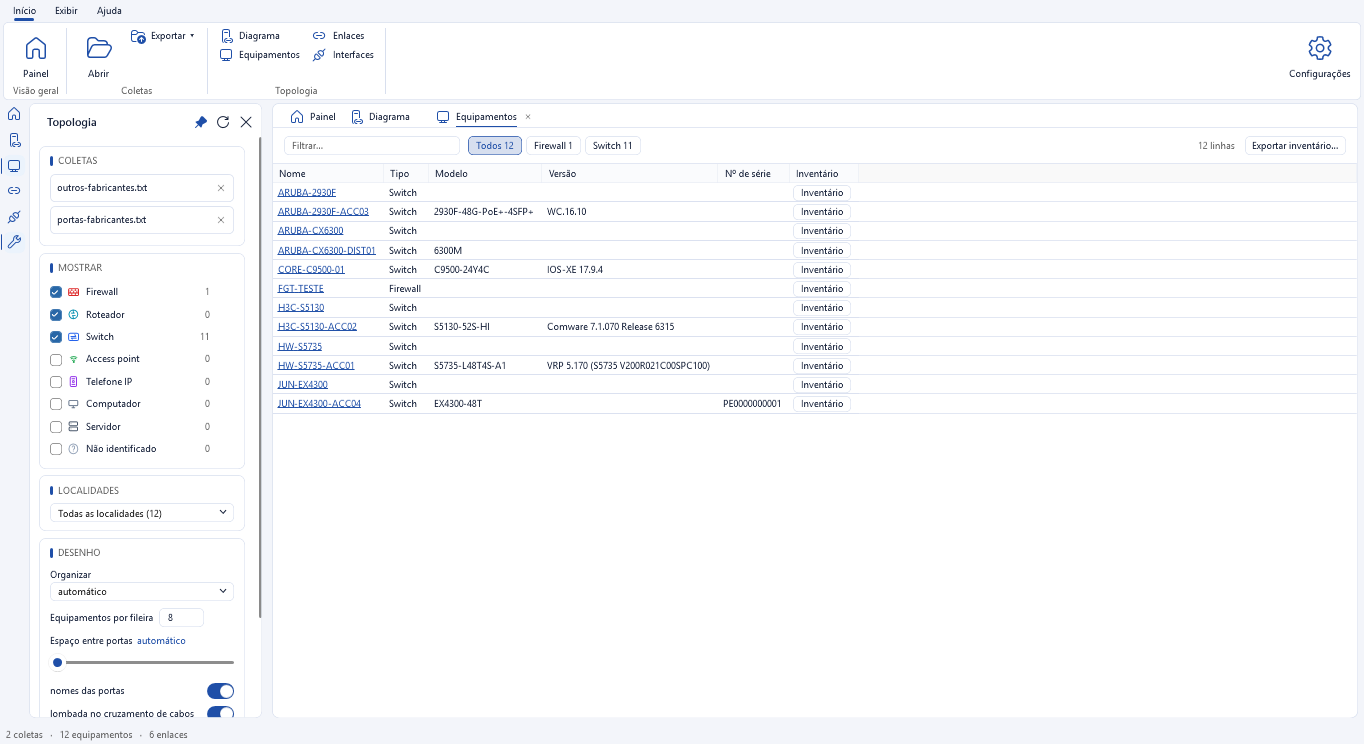 Início Exibir Ajuda
Painel
Visão geral
Abrir
Exportar
Coletas
Diagrama
Enlaces
Equipamentos
Interfaces
Topologia
Configurações
Topologia
COLETAS
outros-fabricantes.txt
portas-fabricantes.txt
MOSTRAR
Firewall 1
Roteador 0
Switch 11
Access point 0
Telefone IP 0
Computador 0
Servidor 0
Não identificado 0
LOCALIDADES
Todas as localidades (12)
DESENHO
Organizar
automático
Equipamentos por fileira 8
Espaço entre portas automático
nomes das portas
lombada no cruzamento de cabos
Painel Diagrama Equipamentos
Filtrar... Todos 12 Firewall 1 Switch 11 12 linhas Exportar inventário...
Nome Tipo Modelo Versão Nº de série Inventário
ARUBA-2930F Switch Inventário
ARUBA-2930F-ACC03 Switch 2930F-48G-PoE+-4SFP+ WC.16.10 Inventário
ARUBA-CX6300 Switch Inventário
ARUBA-CX6300-DIST01 Switch 6300M Inventário
CORE-C9500-01 Switch C9500-24Y4C IOS-XE 17.9.4 Inventário
FGT-TESTE Firewall Inventário
H3C-S5130 Switch Inventário
H3C-S5130-ACC02 Switch S5130-52S-HI Comware 7.1.070 Release 6315 Inventário
HW-S5735 Switch Inventário
HW-S5735-ACC01 Switch S5735-L48T4S-A1 VRP 5.170 (S5735 V200R021C00SPC100) Inventário
JUN-EX4300 Switch Inventário
JUN-EX4300-ACC04 Switch EX4300-48T PE0000000001 Inventário
2 coletas · 12 equipamentos · 6 enlaces